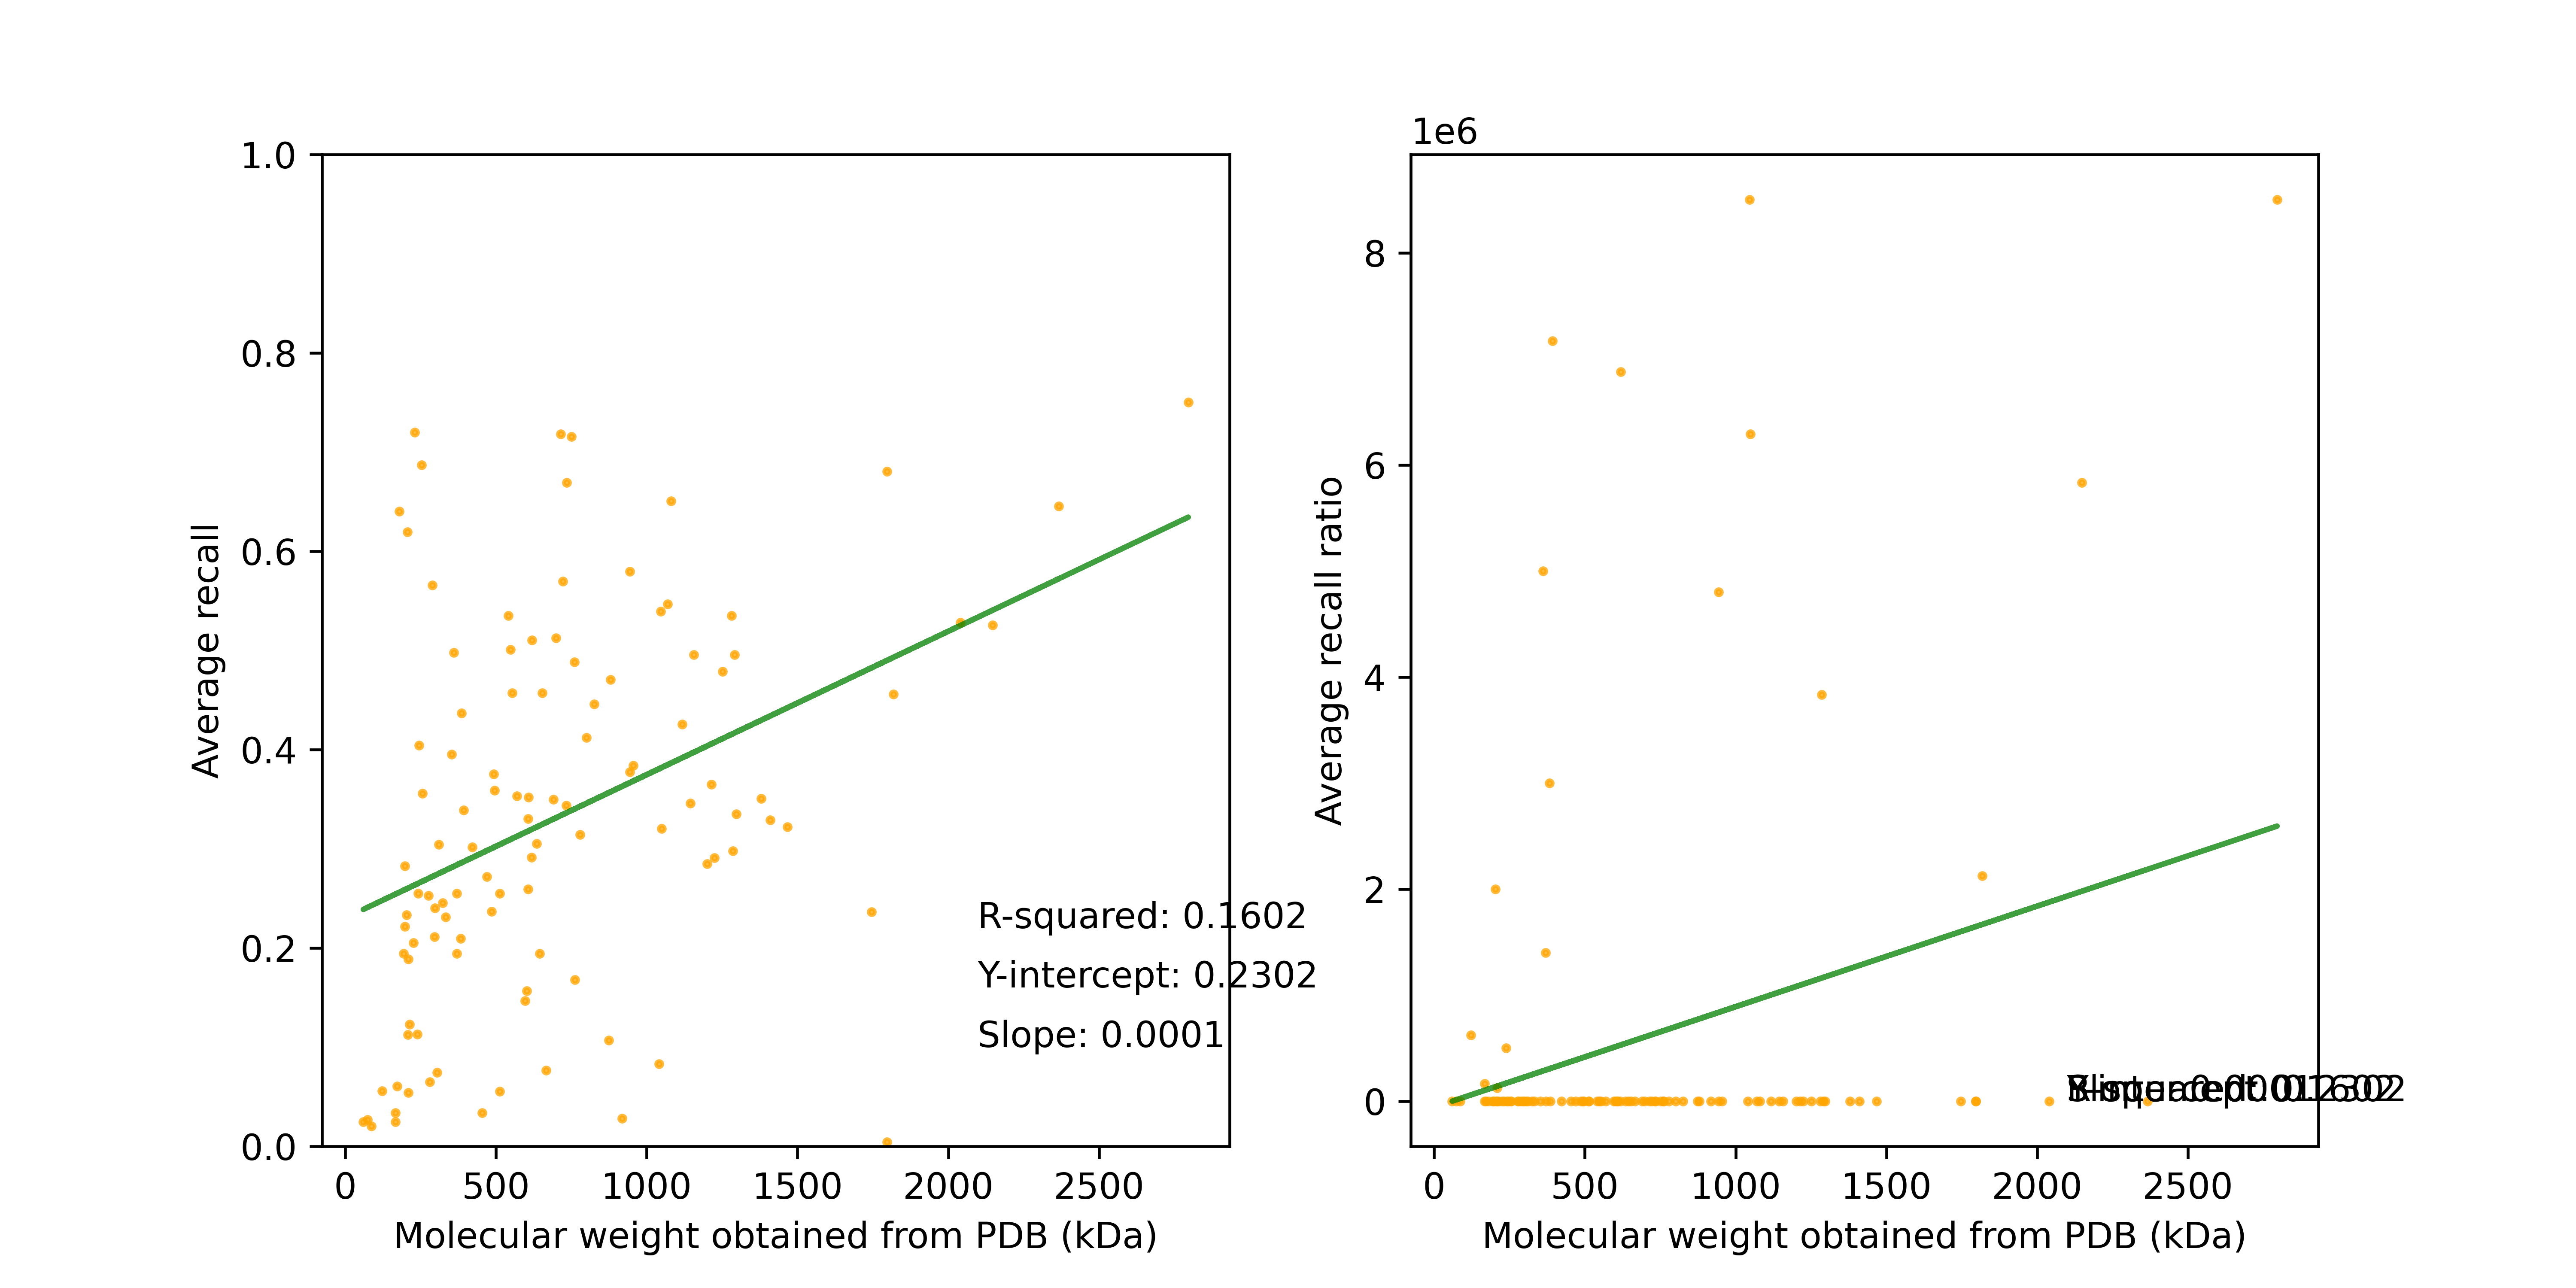 1.0
0.8
0.6
0.4
0.2
0.0
Average recall
0 500 1000 1500 2000 2500
Molecular weight obtained from PDB (kDa)
R-squared: 0.1602
Y-intercept: 0.2302
Slope: 0.0001
1e6
8
6
4
2
0
Average recall ratio
0 500 1000 1500 2000 2500
Molecular weight obtained from PDB (kDa)